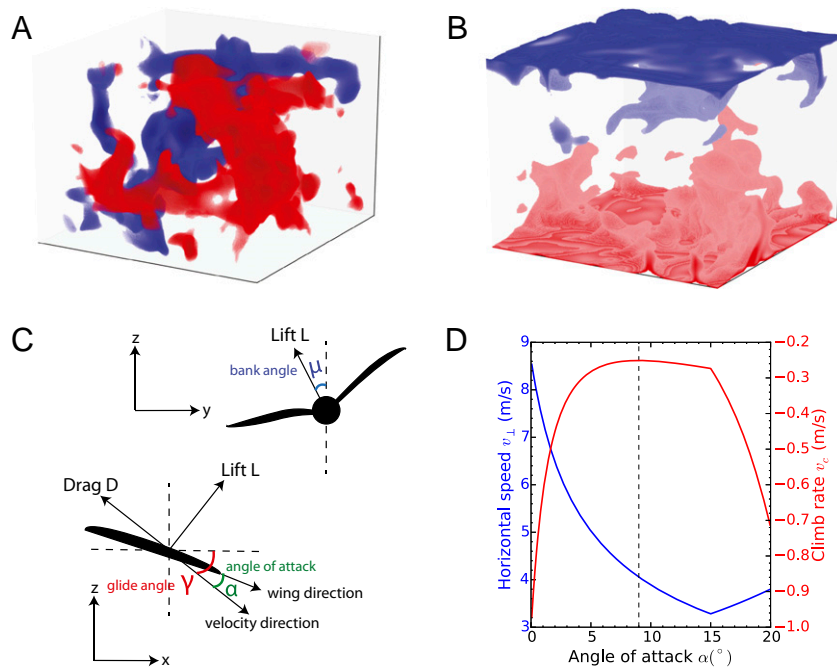 A
B
C
z
y
Lift L
bank angle
μ
Drag D
Lift L
angle of attack
glide angle
γ
α
wing direction
velocity direction
z
x
D
Horizontal speed v⊥ (m/s)
9
8
7
6
5
4
3
0
5
10
15
20
Angle of attack α(°)
−0.2
−0.3
−0.4
−0.5
−0.6
−0.7
−0.8
−0.9
−1.0
Climb rate vc (m/s)